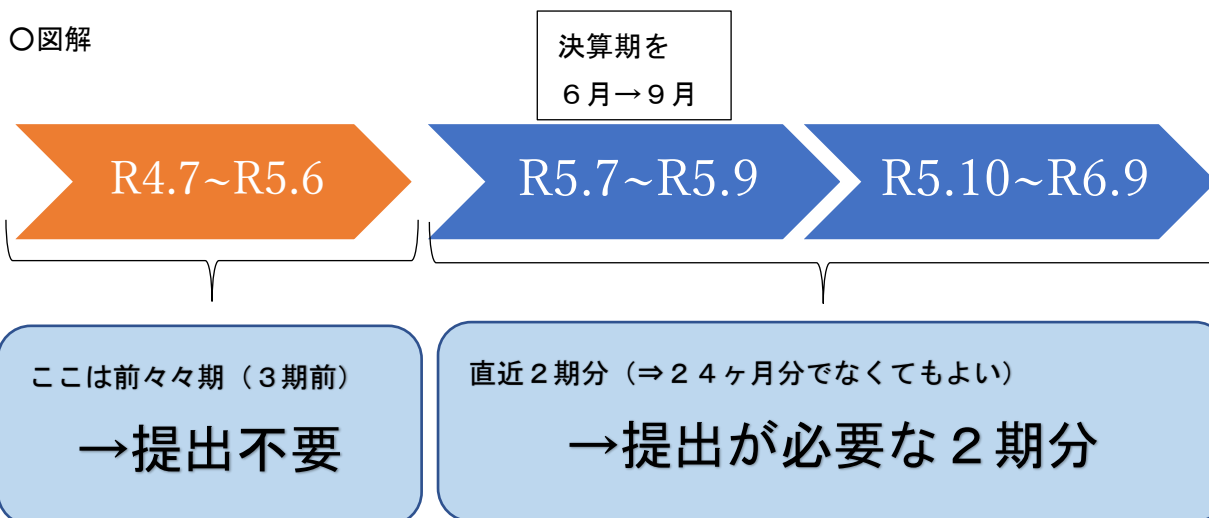 〇図解
決算期を
６月→９月
R4.7~R5.6
R5.7~R5.9
R5.10~R6.9
ここは前々々期（３期前）
→提出不要
直近２期分（⇒２４ヶ月分でなくてもよい）
→提出が必要な２期分